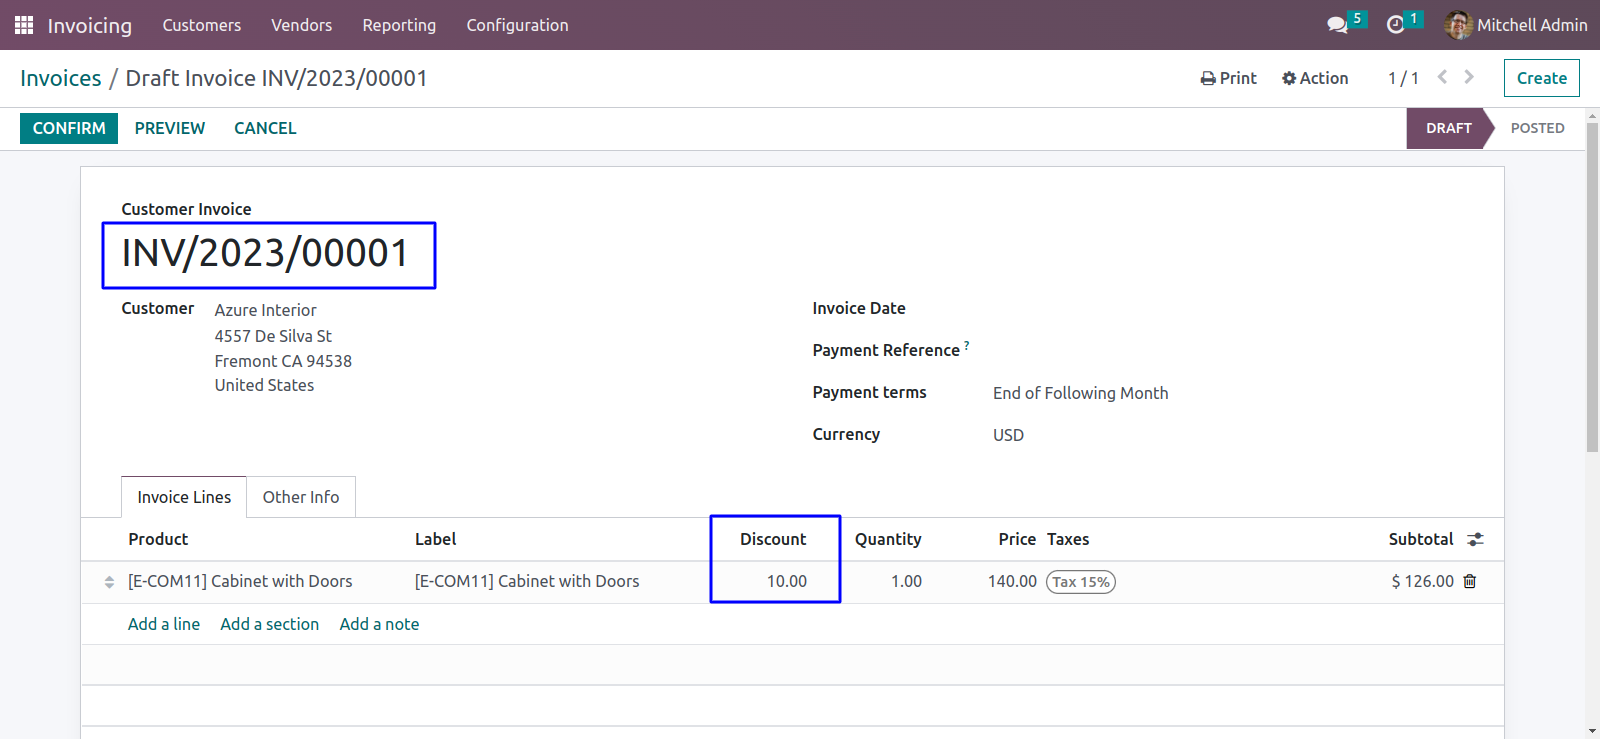 Invoicing Customers Vendors Reporting Configuration 5 1 Mitchell Admin
Invoices / Draft Invoice INV/2023/00001 Print Action 1 / 1 Create
CONFIRM PREVIEW CANCEL DRAFT POSTED
Customer Invoice
INV/2023/00001
Customer Azure Interior
4557 De Silva St
Fremont CA 94538
United States
Invoice Date
Payment Reference ?
Payment terms End of Following Month
Currency USD
Invoice Lines Other Info
Product Label Discount Quantity Price Taxes Subtotal
[E-COM11] Cabinet with Doors [E-COM11] Cabinet with Doors 10.00 1.00 140.00 Tax 15% $ 126.00
Add a line Add a section Add a note